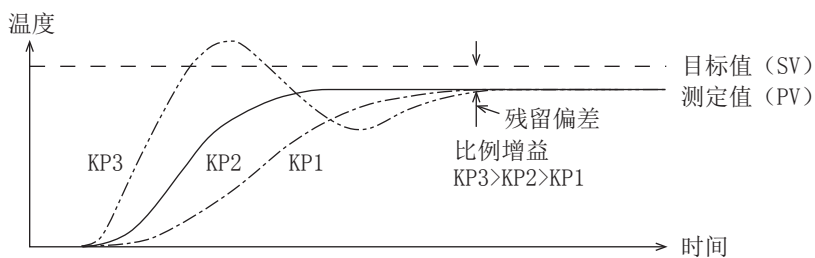 温度
目标值（SV）
测定值（PV）
残留偏差
比例增益
KP3>KP2>KP1
KP3
KP2
KP1
时间